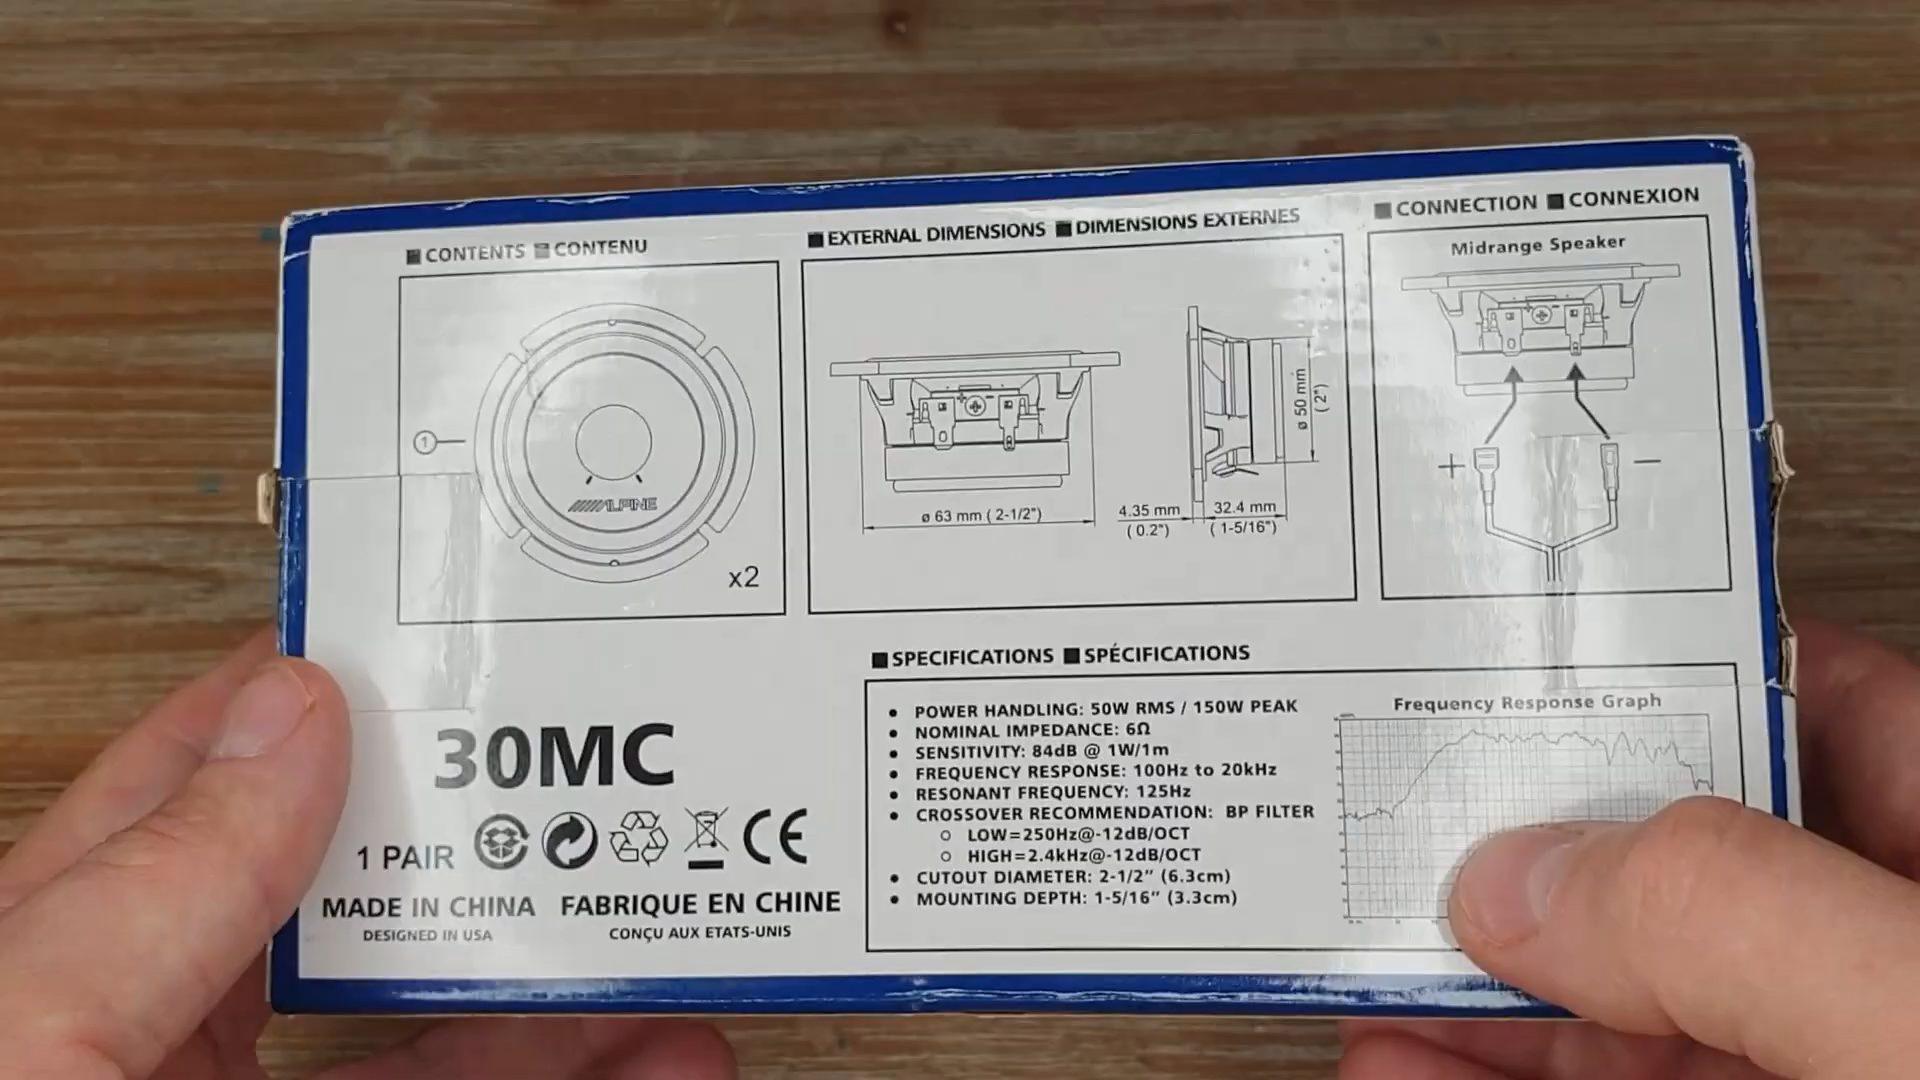 ■ CONTENTS ■ CONTENU
1
ALPINE
x2
■ EXTERNAL DIMENSIONS ■ DIMENSIONS EXTERNES
ø 63 mm ( 2-1/2")
4.35 mm
( 0.2")
32.4 mm
( 1-5/16")
ø 50 mm
( 2")
■ CONNECTION ■ CONNEXION
Midrange Speaker
+ −
30MC
1 PAIR
CE
MADE IN CHINA FABRIQUE EN CHINE
DESIGNED IN USA CONÇU AUX ETATS-UNIS
■ SPECIFICATIONS ■ SPÉCIFICATIONS
• POWER HANDLING: 50W RMS / 150W PEAK
• NOMINAL IMPEDANCE: 6Ω
• SENSITIVITY: 84dB @ 1W/1m
• FREQUENCY RESPONSE: 100Hz to 20kHz
• RESONANT FREQUENCY: 125Hz
• CROSSOVER RECOMMENDATION: BP FILTER
○ LOW=250Hz@-12dB/OCT
○ HIGH=2.4kHz@-12dB/OCT
• CUTOUT DIAMETER: 2-1/2” (6.3cm)
• MOUNTING DEPTH: 1-5/16” (3.3cm)
Frequency Response Graph